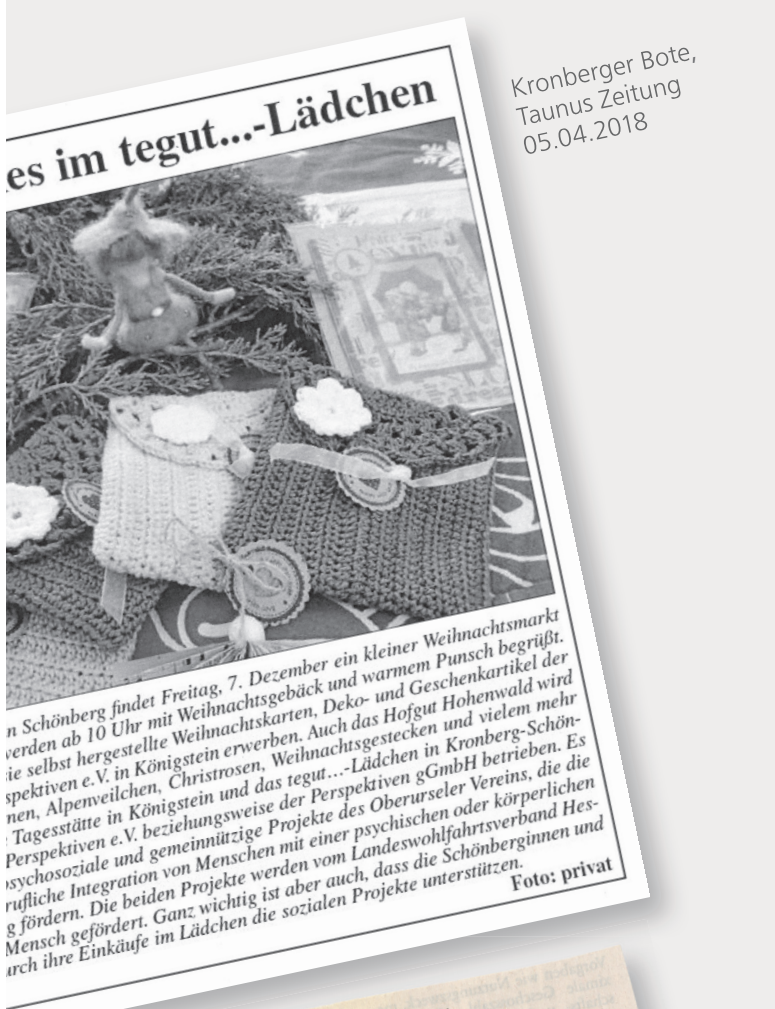 es im tegut...-Lädchen
Kronberger Bote,
Taunus Zeitung
05.04.2018
n Schönberg findet Freitag, 7. Dezember ein kleiner Weihnachtsmarkt
werden ab 10 Uhr mit Weihnachtsgebäck und warmem Punsch begrüßt.
ie selbst hergestellte Weihnachtskarten, Deko- und Geschenkartikel der
spektiven e.V. in Königstein erwerben. Auch das Hofgut Hohenwald wird
nen, Alpenveilchen, Christrosen, Weihnachtsgestecken und vielem mehr
Tagesstätte in Königstein und das tegut...-Lädchen in Kronberg-Schön-
Perspektiven e.V. beziehungsweise der Perspektiven gGmbH betrieben. Es
psychosoziale und gemeinnützige Projekte des Oberurseler Vereins, die die
rufliche Integration von Menschen mit einer psychischen oder körperlichen
g fördern. Die beiden Projekte werden vom Landeswohlfahrtsverband Hes-
Mensch gefördert. Ganz wichtig ist aber auch, dass die Schönberginnen und
urch ihre Einkäufe im Lädchen die sozialen Projekte unterstützen.
Foto: privat